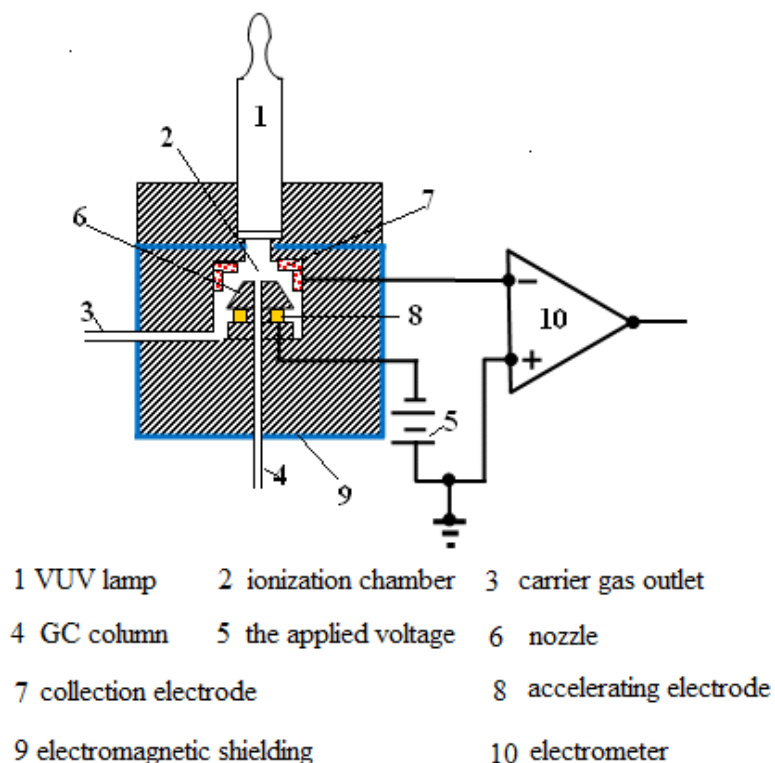 1
2
7
6
3
8
10
5
4
9
1 VUV lamp 2 ionization chamber 3 carrier gas outlet
4 GC column 5 the applied voltage 6 nozzle
7 collection electrode 8 accelerating electrode
9 electromagnetic shielding 10 electrometer